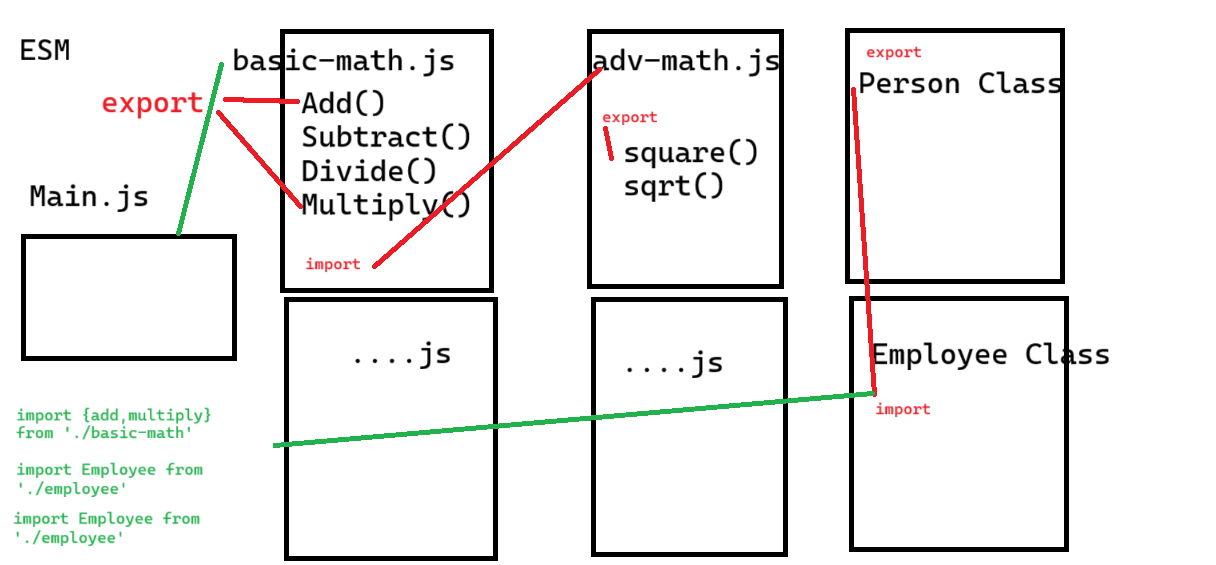 ESM
basic-math.js
export
Add()
Subtract()
Divide()
Multiply()
import
adv-math.js
export
square()
sqrt()
export
Person Class
Main.js
....js
....js
Employee Class
import
import {add,multiply}
from './basic-math'
import Employee from
'./employee'
import Employee from
'./employee'